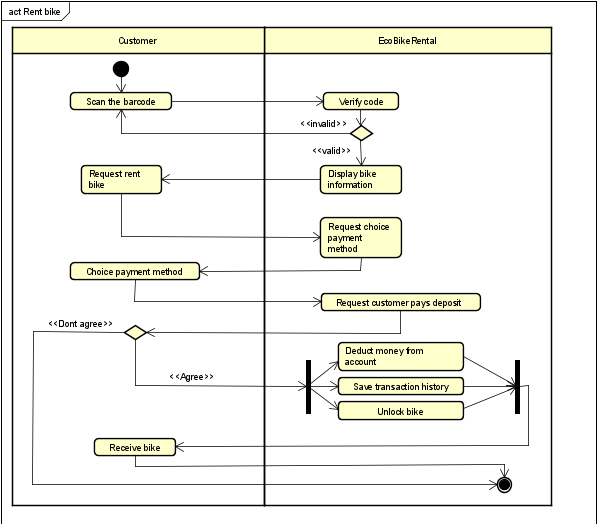 act Rent bike
Customer
EcoBikeRental
Scan the barcode
Verify code
<<invalid>>
<<valid>>
Request rent
bike
Display bike
information
Request choice
payment
method
Choice payment method
Request customer pays deposit
<<Dont agree>>
Deduct money from
account
<<Agree>>
Save transaction history
Unlock bike
Receive bike